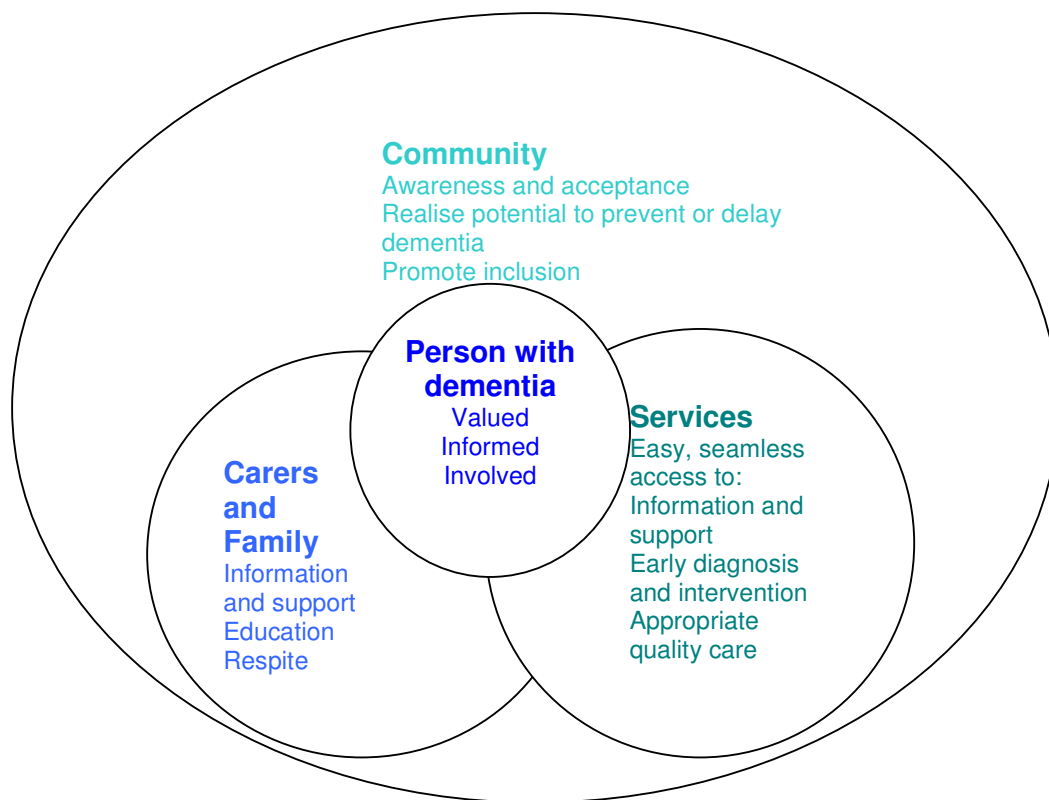 Community
Awareness and acceptance
Realise potential to prevent or delay
dementia
Promote inclusion
Person with
dementia
Valued
Informed
Involved
Carers
and
Family
Information
and support
Education
Respite
Services
Easy, seamless
access to:
Information and
support
Early diagnosis
and intervention
Appropriate
quality care